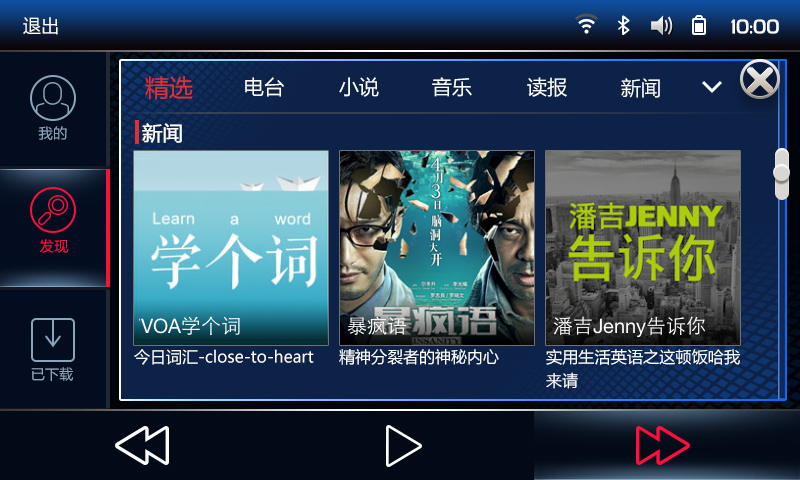 退出
10:00
我的
发现
已下载
精选 电台 小说 音乐 读报 新闻
新闻
Learn a word
学个词
VOA学个词
今日词汇-close-to-heart
4月3日 脑洞大开
暴疯语
INSANITY
暴疯语
精神分裂者的神秘内心
潘吉JENNY
告诉你
潘吉Jenny告诉你
实用生活英语之这顿饭哈我
来请